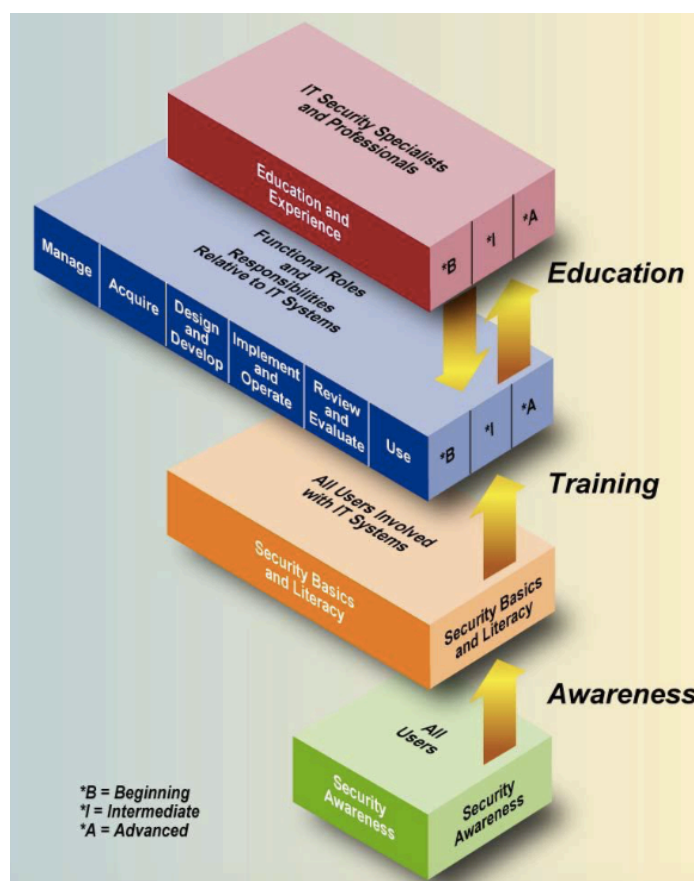 IT Security Specialists
and Professionals
Education and
Experience
*B
*I
*A
Education
Functional Roles
and
Responsibilities
Relative to IT Systems
Manage
Acquire
Design
and
Develop
Implement
and
Operate
Review
and
Evaluate
Use
*B
*I
*A
Training
All Users Involved
with IT Systems
Security Basics
and Literacy
Security Basics
and Literacy
Awareness
All
Users
Security
Awareness
Security
Awareness
*B = Beginning
*I = Intermediate
*A = Advanced